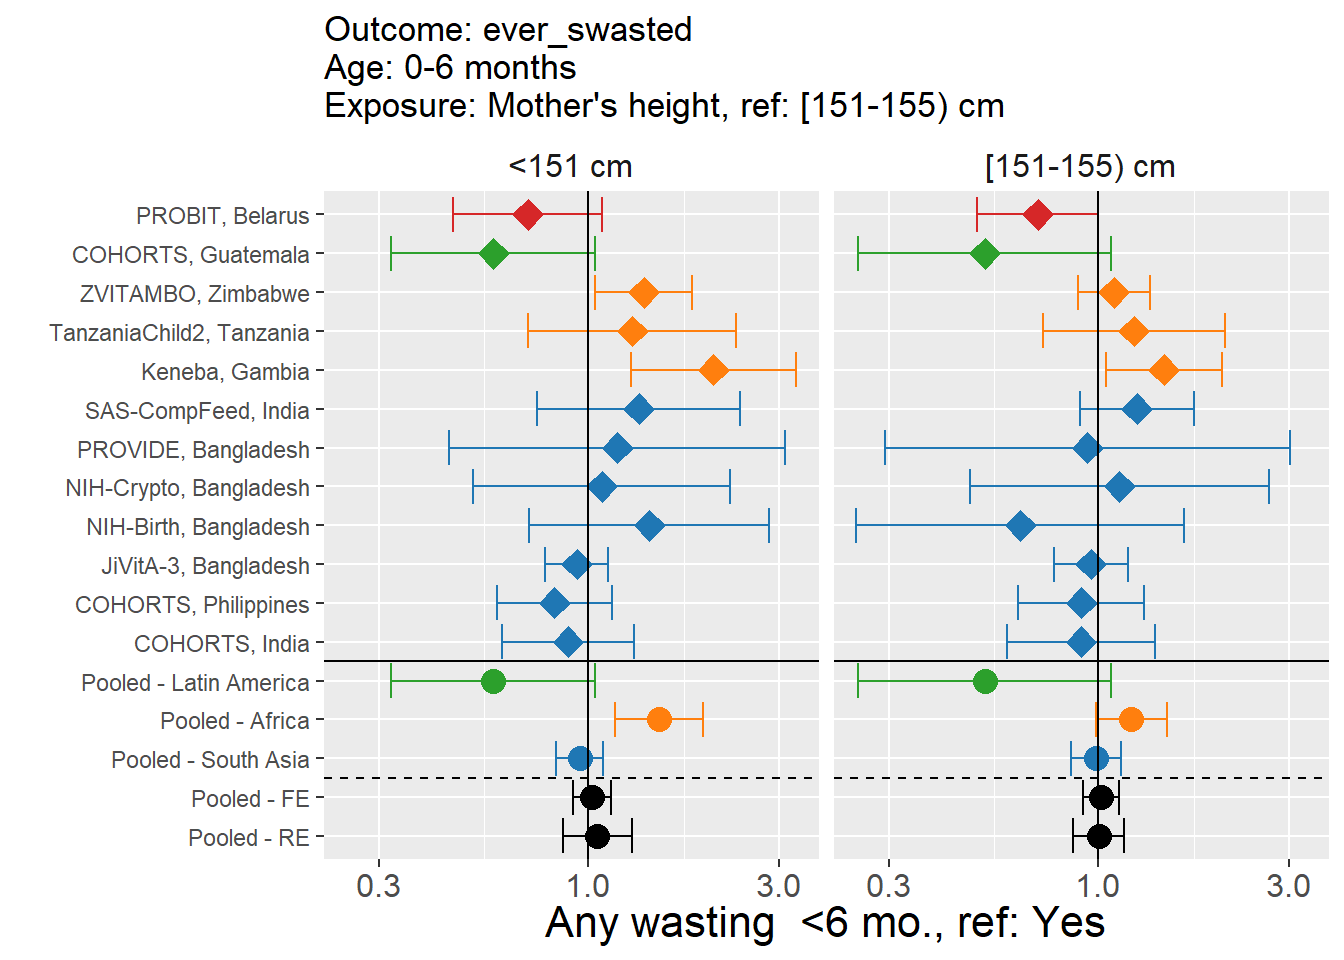 Outcome: ever_swasted
Age: 0-6 months
Exposure: Mother's height, ref: [151-155) cm
<151 cm
[151-155) cm
PROBIT, Belarus
COHORTS, Guatemala
ZVITAMBO, Zimbabwe
TanzaniaChild2, Tanzania
Keneba, Gambia
SAS-CompFeed, India
PROVIDE, Bangladesh
NIH-Crypto, Bangladesh
NIH-Birth, Bangladesh
JiVitA-3, Bangladesh
COHORTS, Philippines
COHORTS, India
Pooled - Latin America
Pooled - Africa
Pooled - South Asia
Pooled - FE
Pooled - RE
0.3 1.0 3.0
0.3 1.0 3.0
Any wasting  <6 mo., ref: Yes